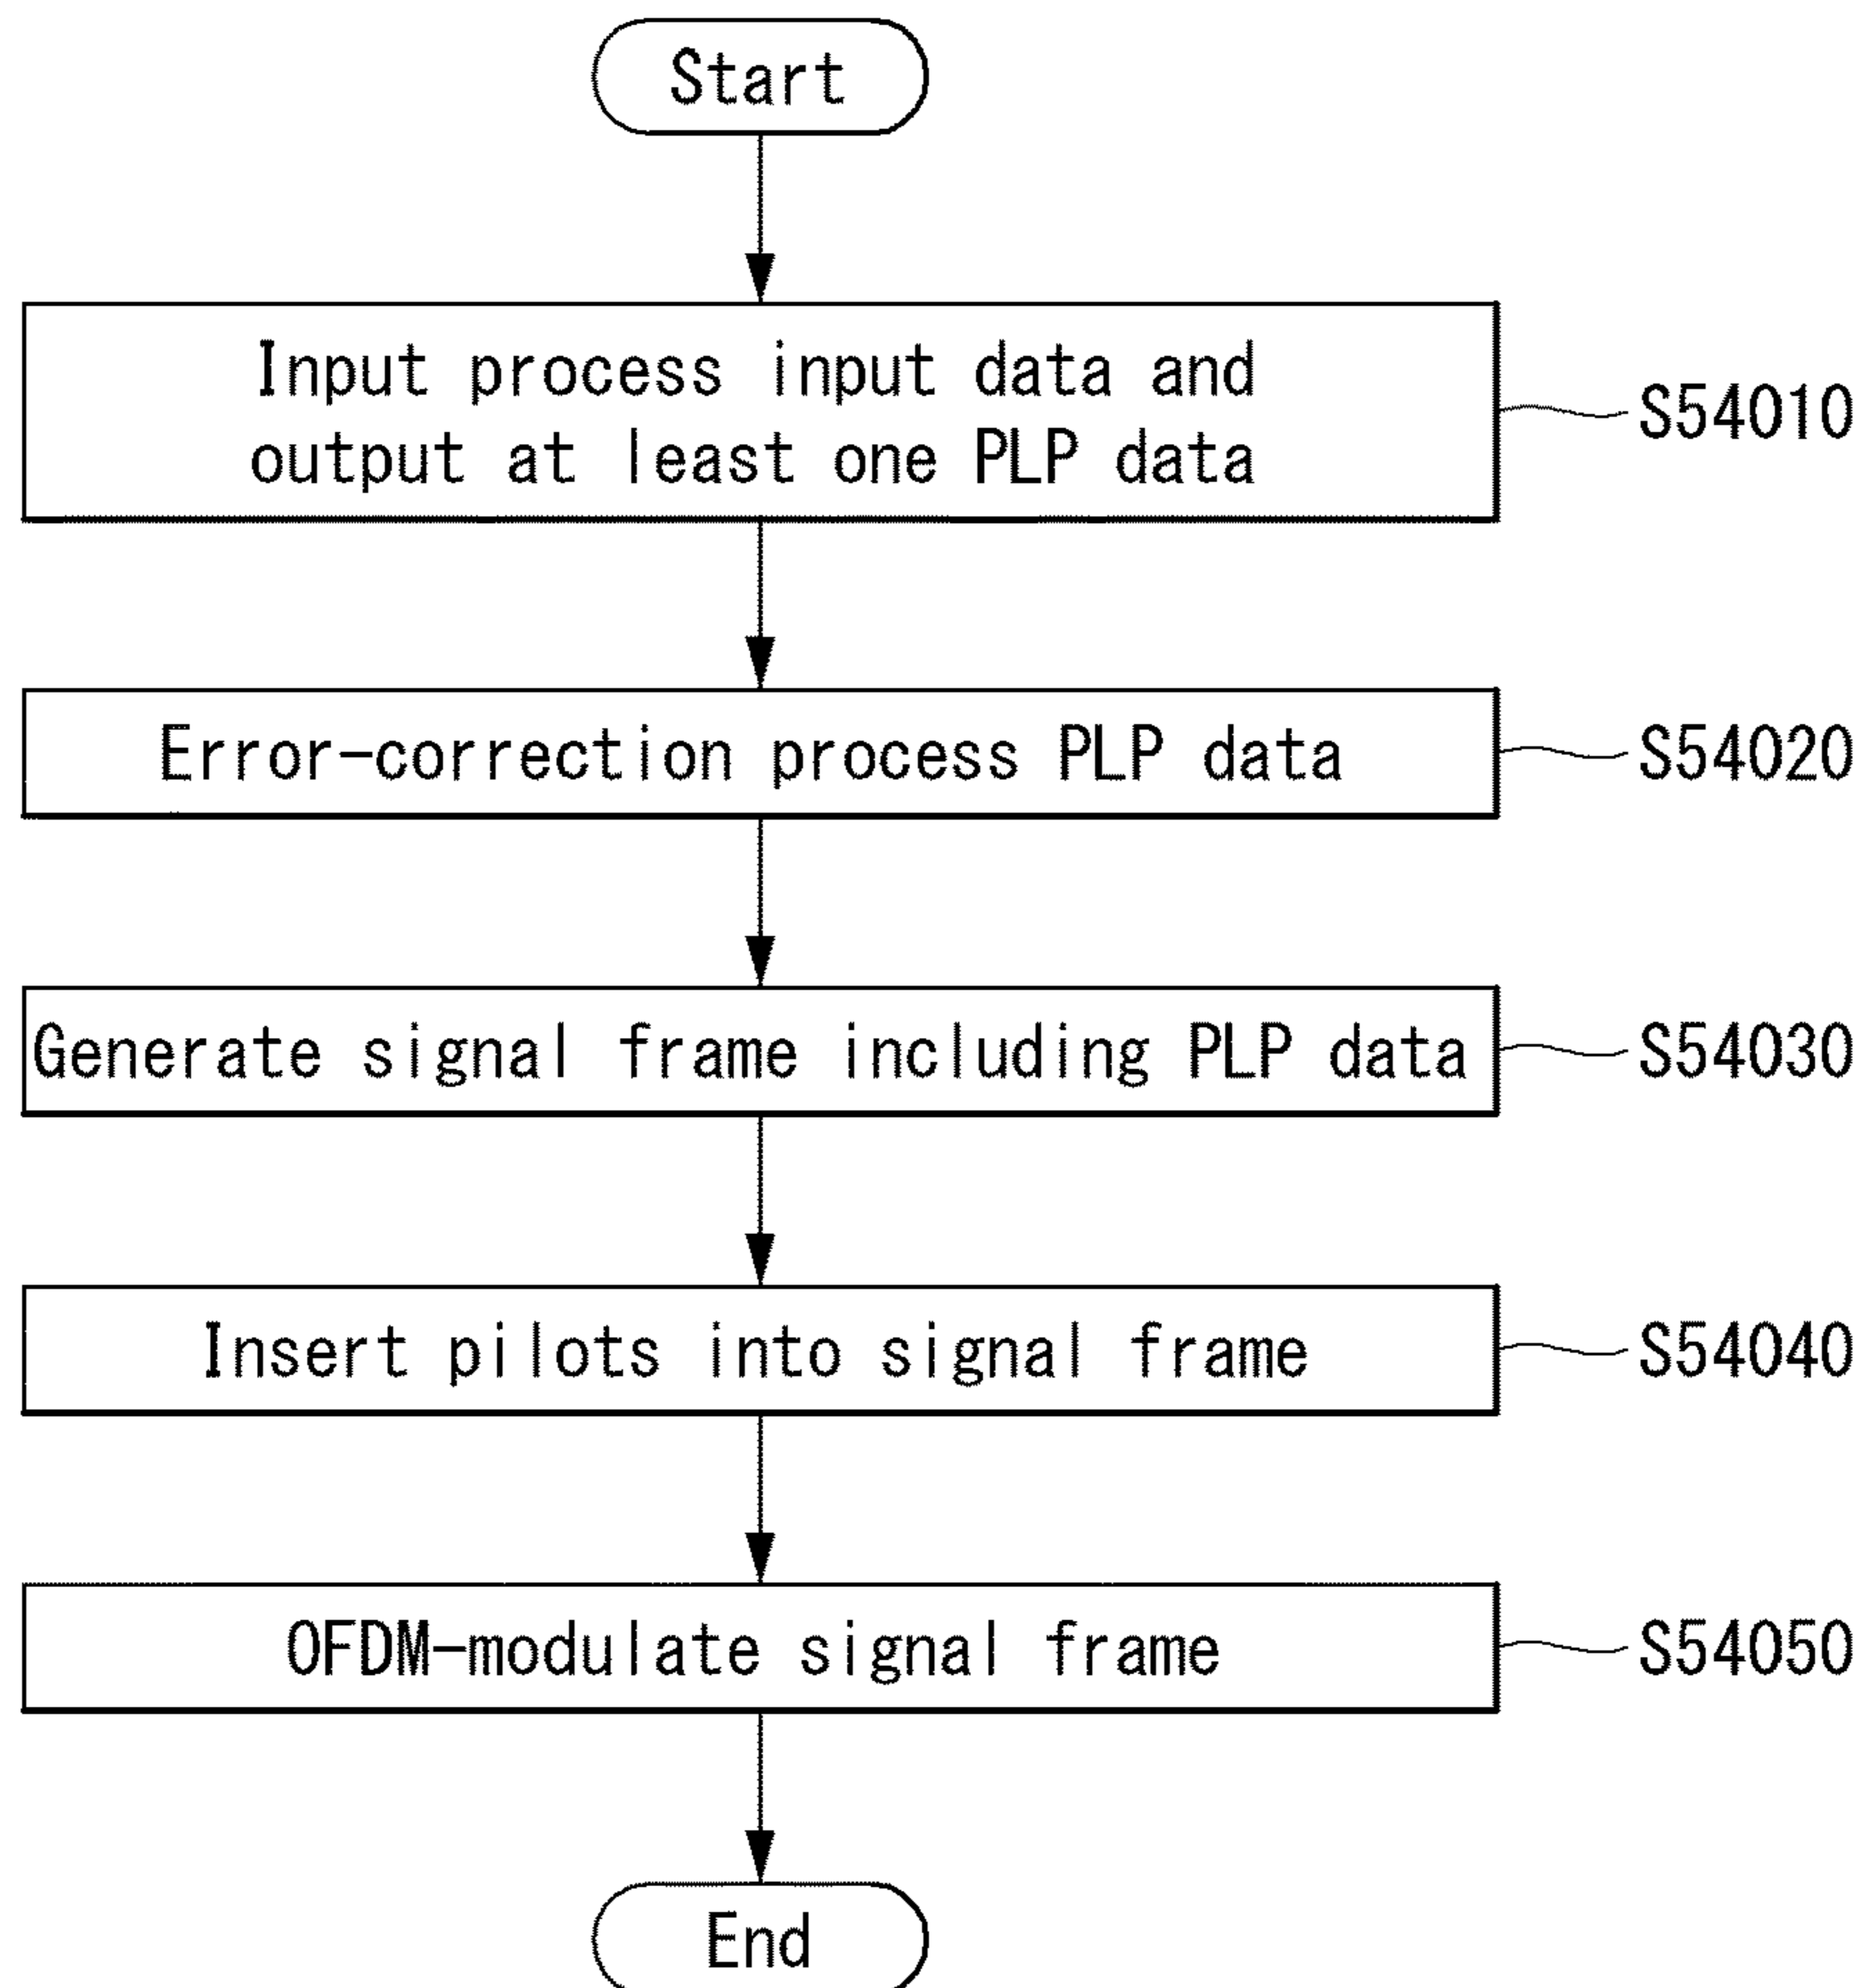 Start
Input process input data and
output at least one PLP data
S54010
Error-correction process PLP data
S54020
Generate signal frame including PLP data
S54030
Insert pilots into signal frame
S54040
OFDM-modulate signal frame
S54050
End